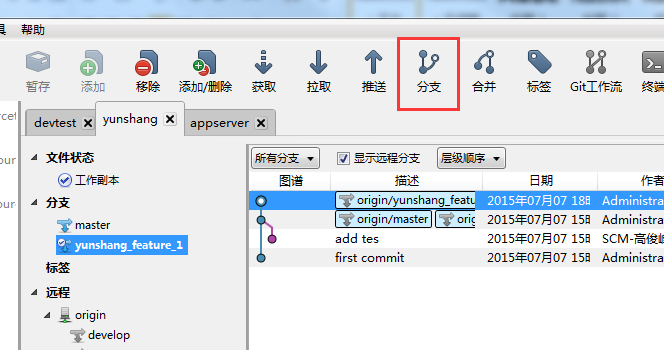 具 帮助
暂存 添加 移除 添加/删除 获取 拉取 推送 分支 合并 标签 Git工作流 终端
devtest yunshang appserver
文件状态
工作副本
分支
master
yunshang_feature_1
标签
远程
origin
develop
所有分支 显示远程分支 层级顺序
图谱 描述 日期 作者
origin/yunshang_featu 2015年07月07 18 Administra
origin/master orig 2015年07月07 15 Administra
add tes 2015年07月07 15 SCM-高俊
first commit 2015年07月07 15 Administra